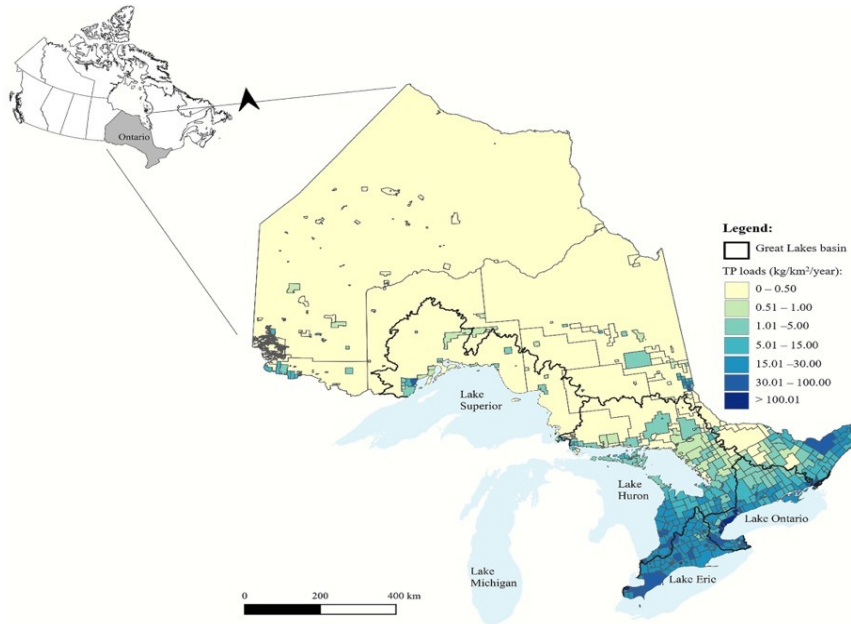 Ontario
Legend:
Great Lakes basin
TP loads (kg/km²/year):
0 – 0.50
0.51 – 1.00
1.01 –5.00
5.01 – 15.00
15.01 –30.00
30.01 – 100.00
> 100.01
Lake
Superior
Lake
Huron
Lake Ontario
Lake
Michigan
Lake Erie
0 200 400 km